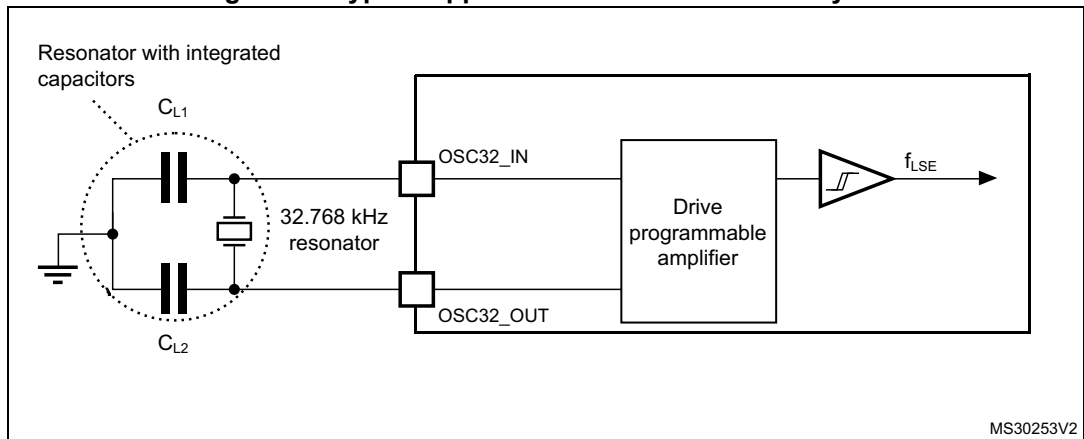 Resonator with integrated
capacitors
CL1
OSC32_IN
fLSE
32.768 kHz
resonator
Drive
programmable
amplifier
OSC32_OUT
CL2
MS30253V2